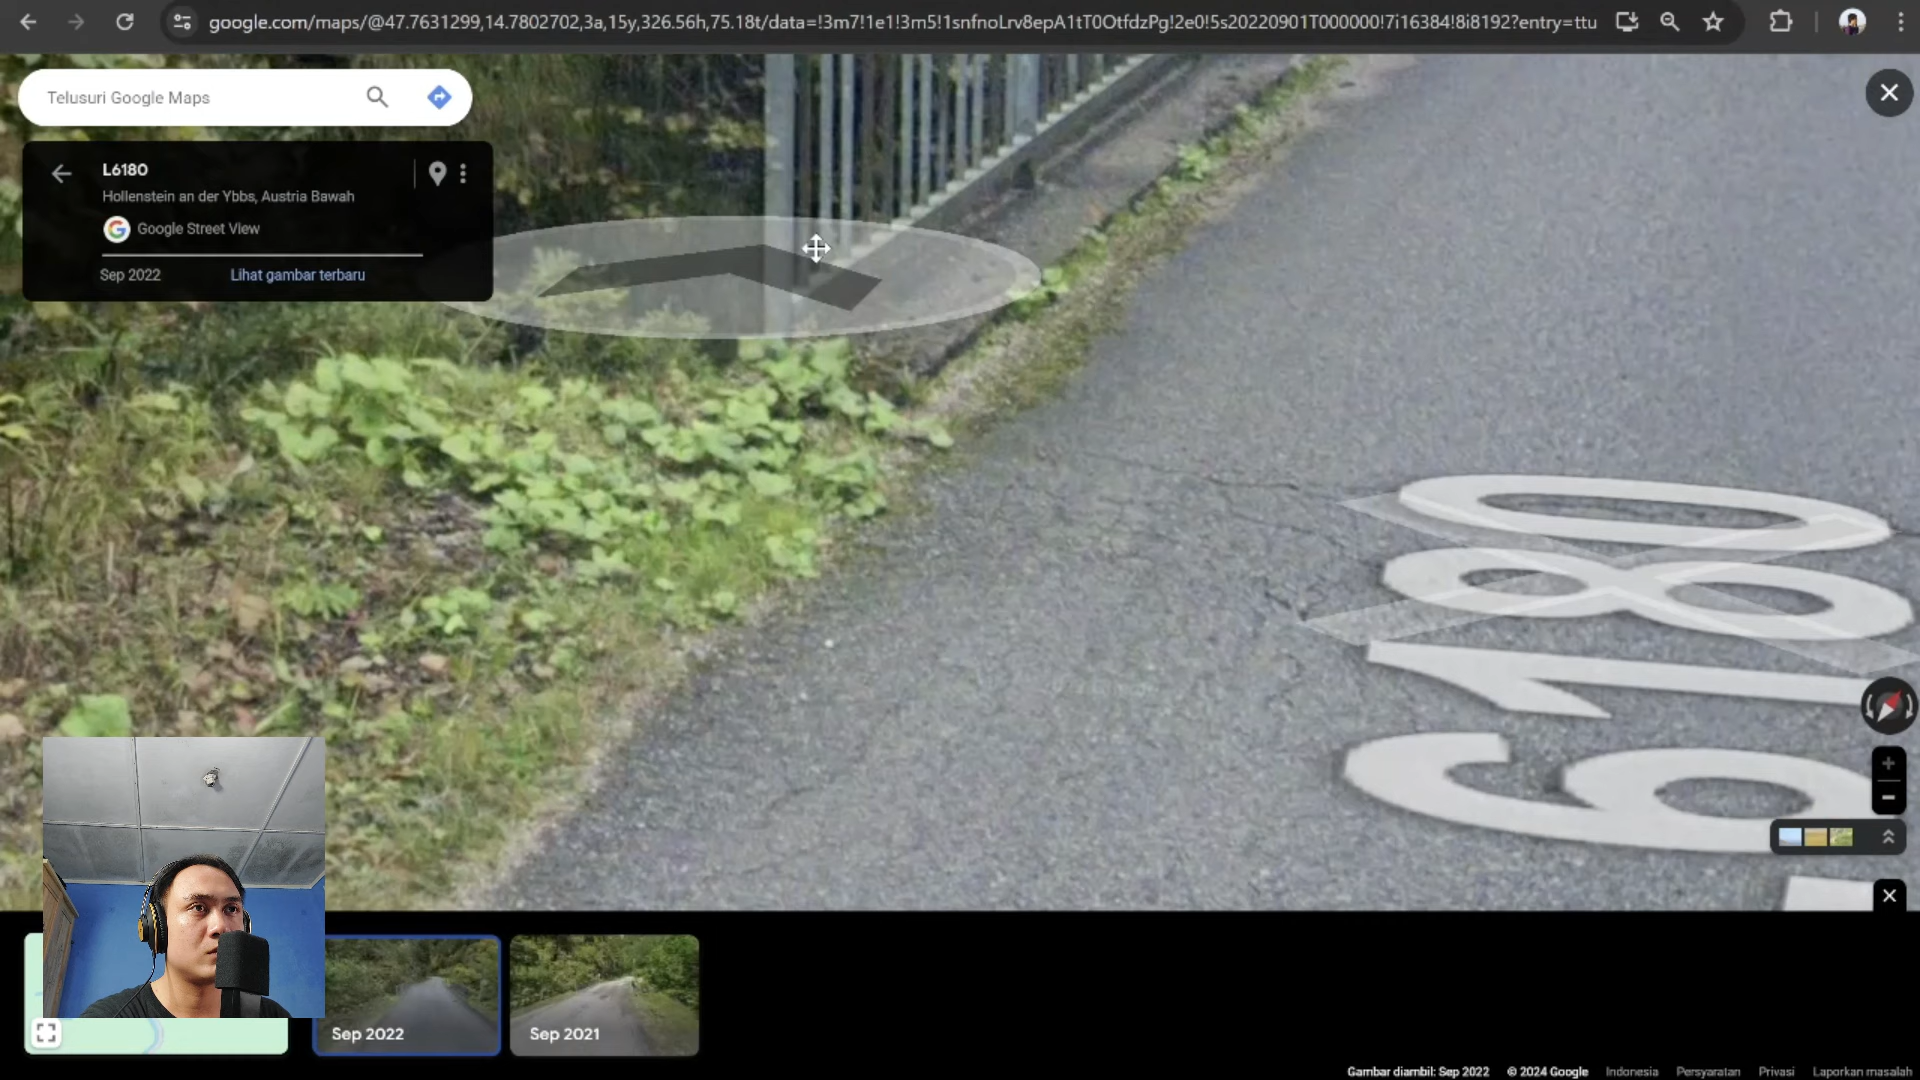 google.com/maps/@47.7631299,14.7802702,3a,15y,326.56h,75.18t/data=!3m7!1e1!3m5!1snfnoLrv8epA1tT0OtfdzPg!2e0!5s20220901T000000!7i16384!8i8192?entry=ttu
Telusuri Google Maps
L6180
Hollenstein an der Ybbs, Austria Bawah
Google Street View
Sep 2022
Lihat gambar terbaru
6180
Sep 2022
Sep 2021
Gambar diambil: Sep 2022
© 2024 Google
Indonesia
Persyaratan
Privasi
Laporkan masalah